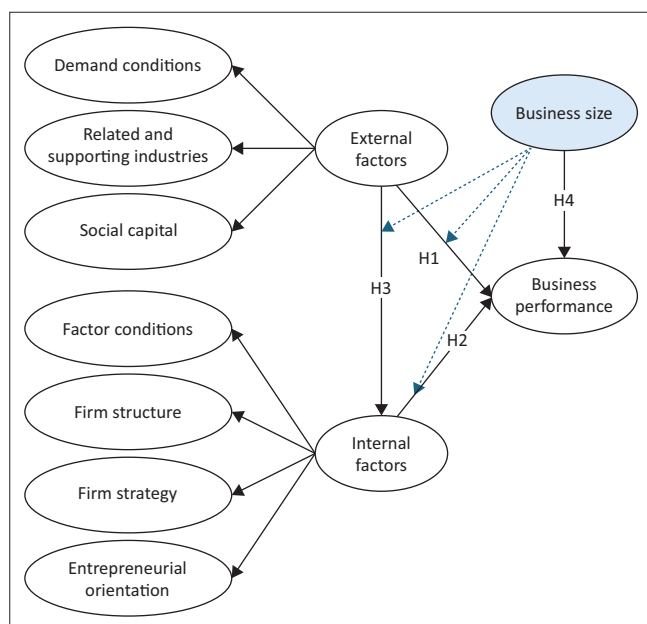 Demand conditions
Related and
supporting industries
Social capital
Factor conditions
Firm structure
Firm strategy
Entrepreneurial
orientation
External
factors
Internal
factors
Business size
Business
performance
H1
H2
H3
H4